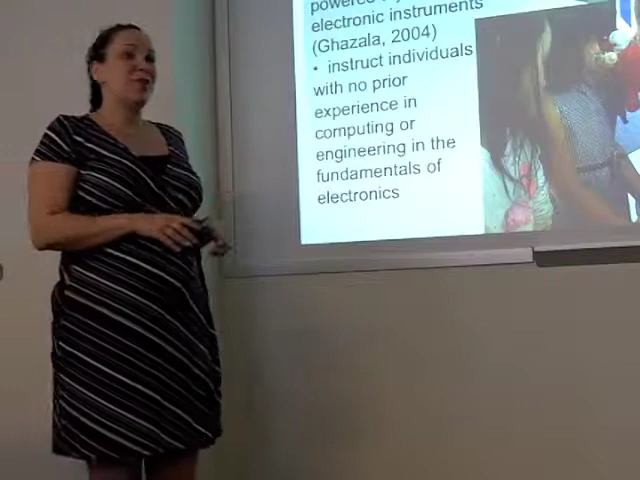 powered
electronic instruments
(Ghazala, 2004)
• instruct individuals
with no prior
experience in
computing or
engineering in the
fundamentals of
electronics